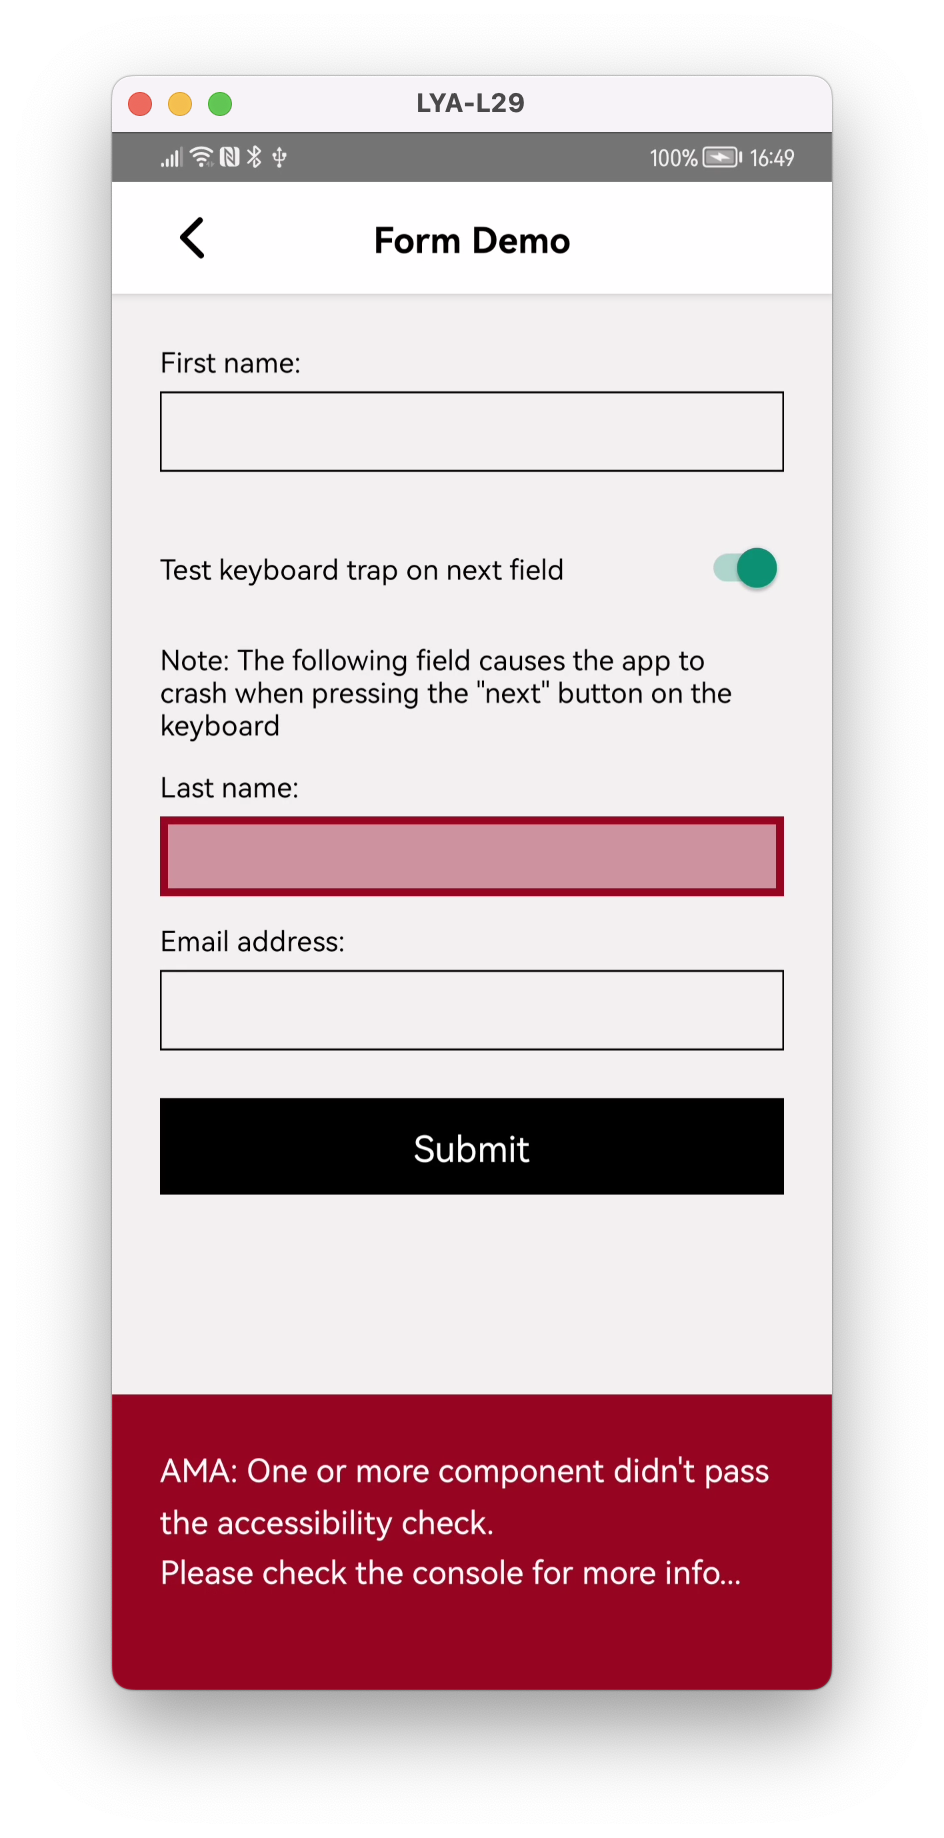 LYA-L29
100% 16:49
Form Demo
First name:
Test keyboard trap on next field
Note: The following field causes the app to
crash when pressing the "next" button on the
keyboard
Last name:
Email address:
Submit
AMA: One or more component didn't pass
the accessibility check.
Please check the console for more info...